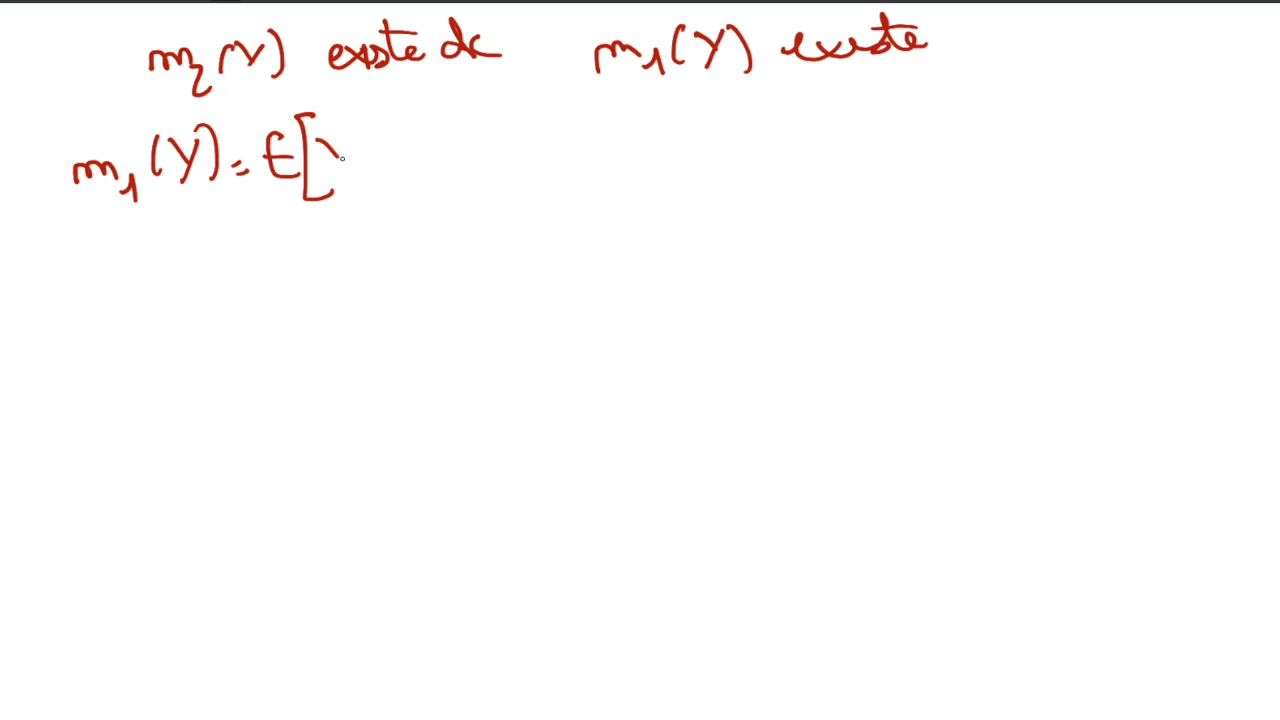 m₂(Y) existe dc m₁(Y) existe
m₁(Y) = E[